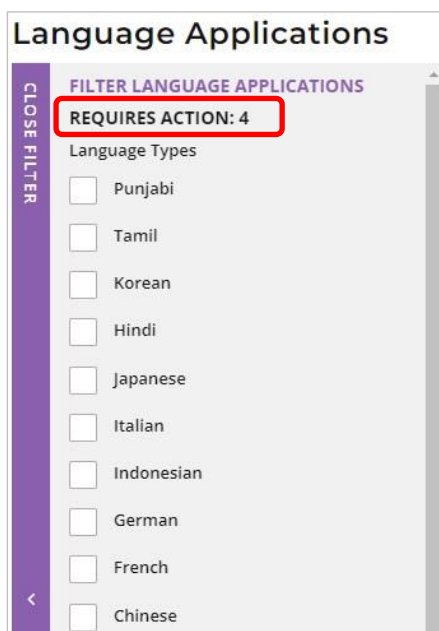 Language Applications
CLOSE FILTER
FILTER LANGUAGE APPLICATIONS
REQUIRES ACTION: 4
Language Types
Punjabi
Tamil
Korean
Hindi
Japanese
Italian
Indonesian
German
French
Chinese